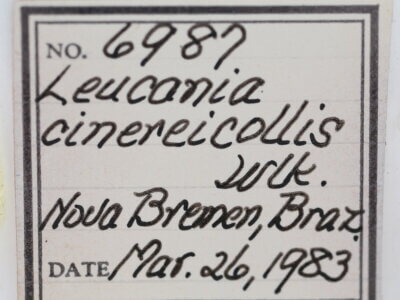 NO. 6987
Leucania
cinereicollis
Wlk.
Nova Bremen, Braz.
DATE Mar. 26, 1983